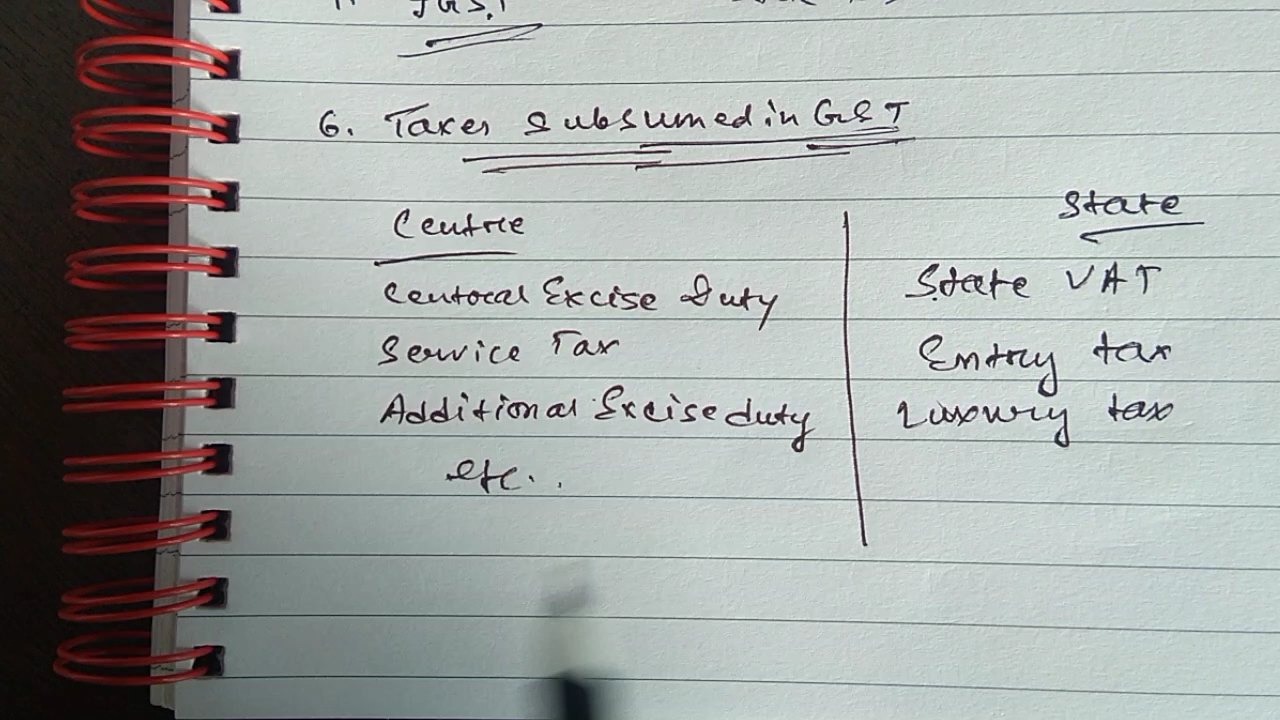 6. Taxes subsumed in GST
Centre State
Central Excise Duty State VAT
Service Tax Entry tax
Additional Excise duty Luxury tax
etc..